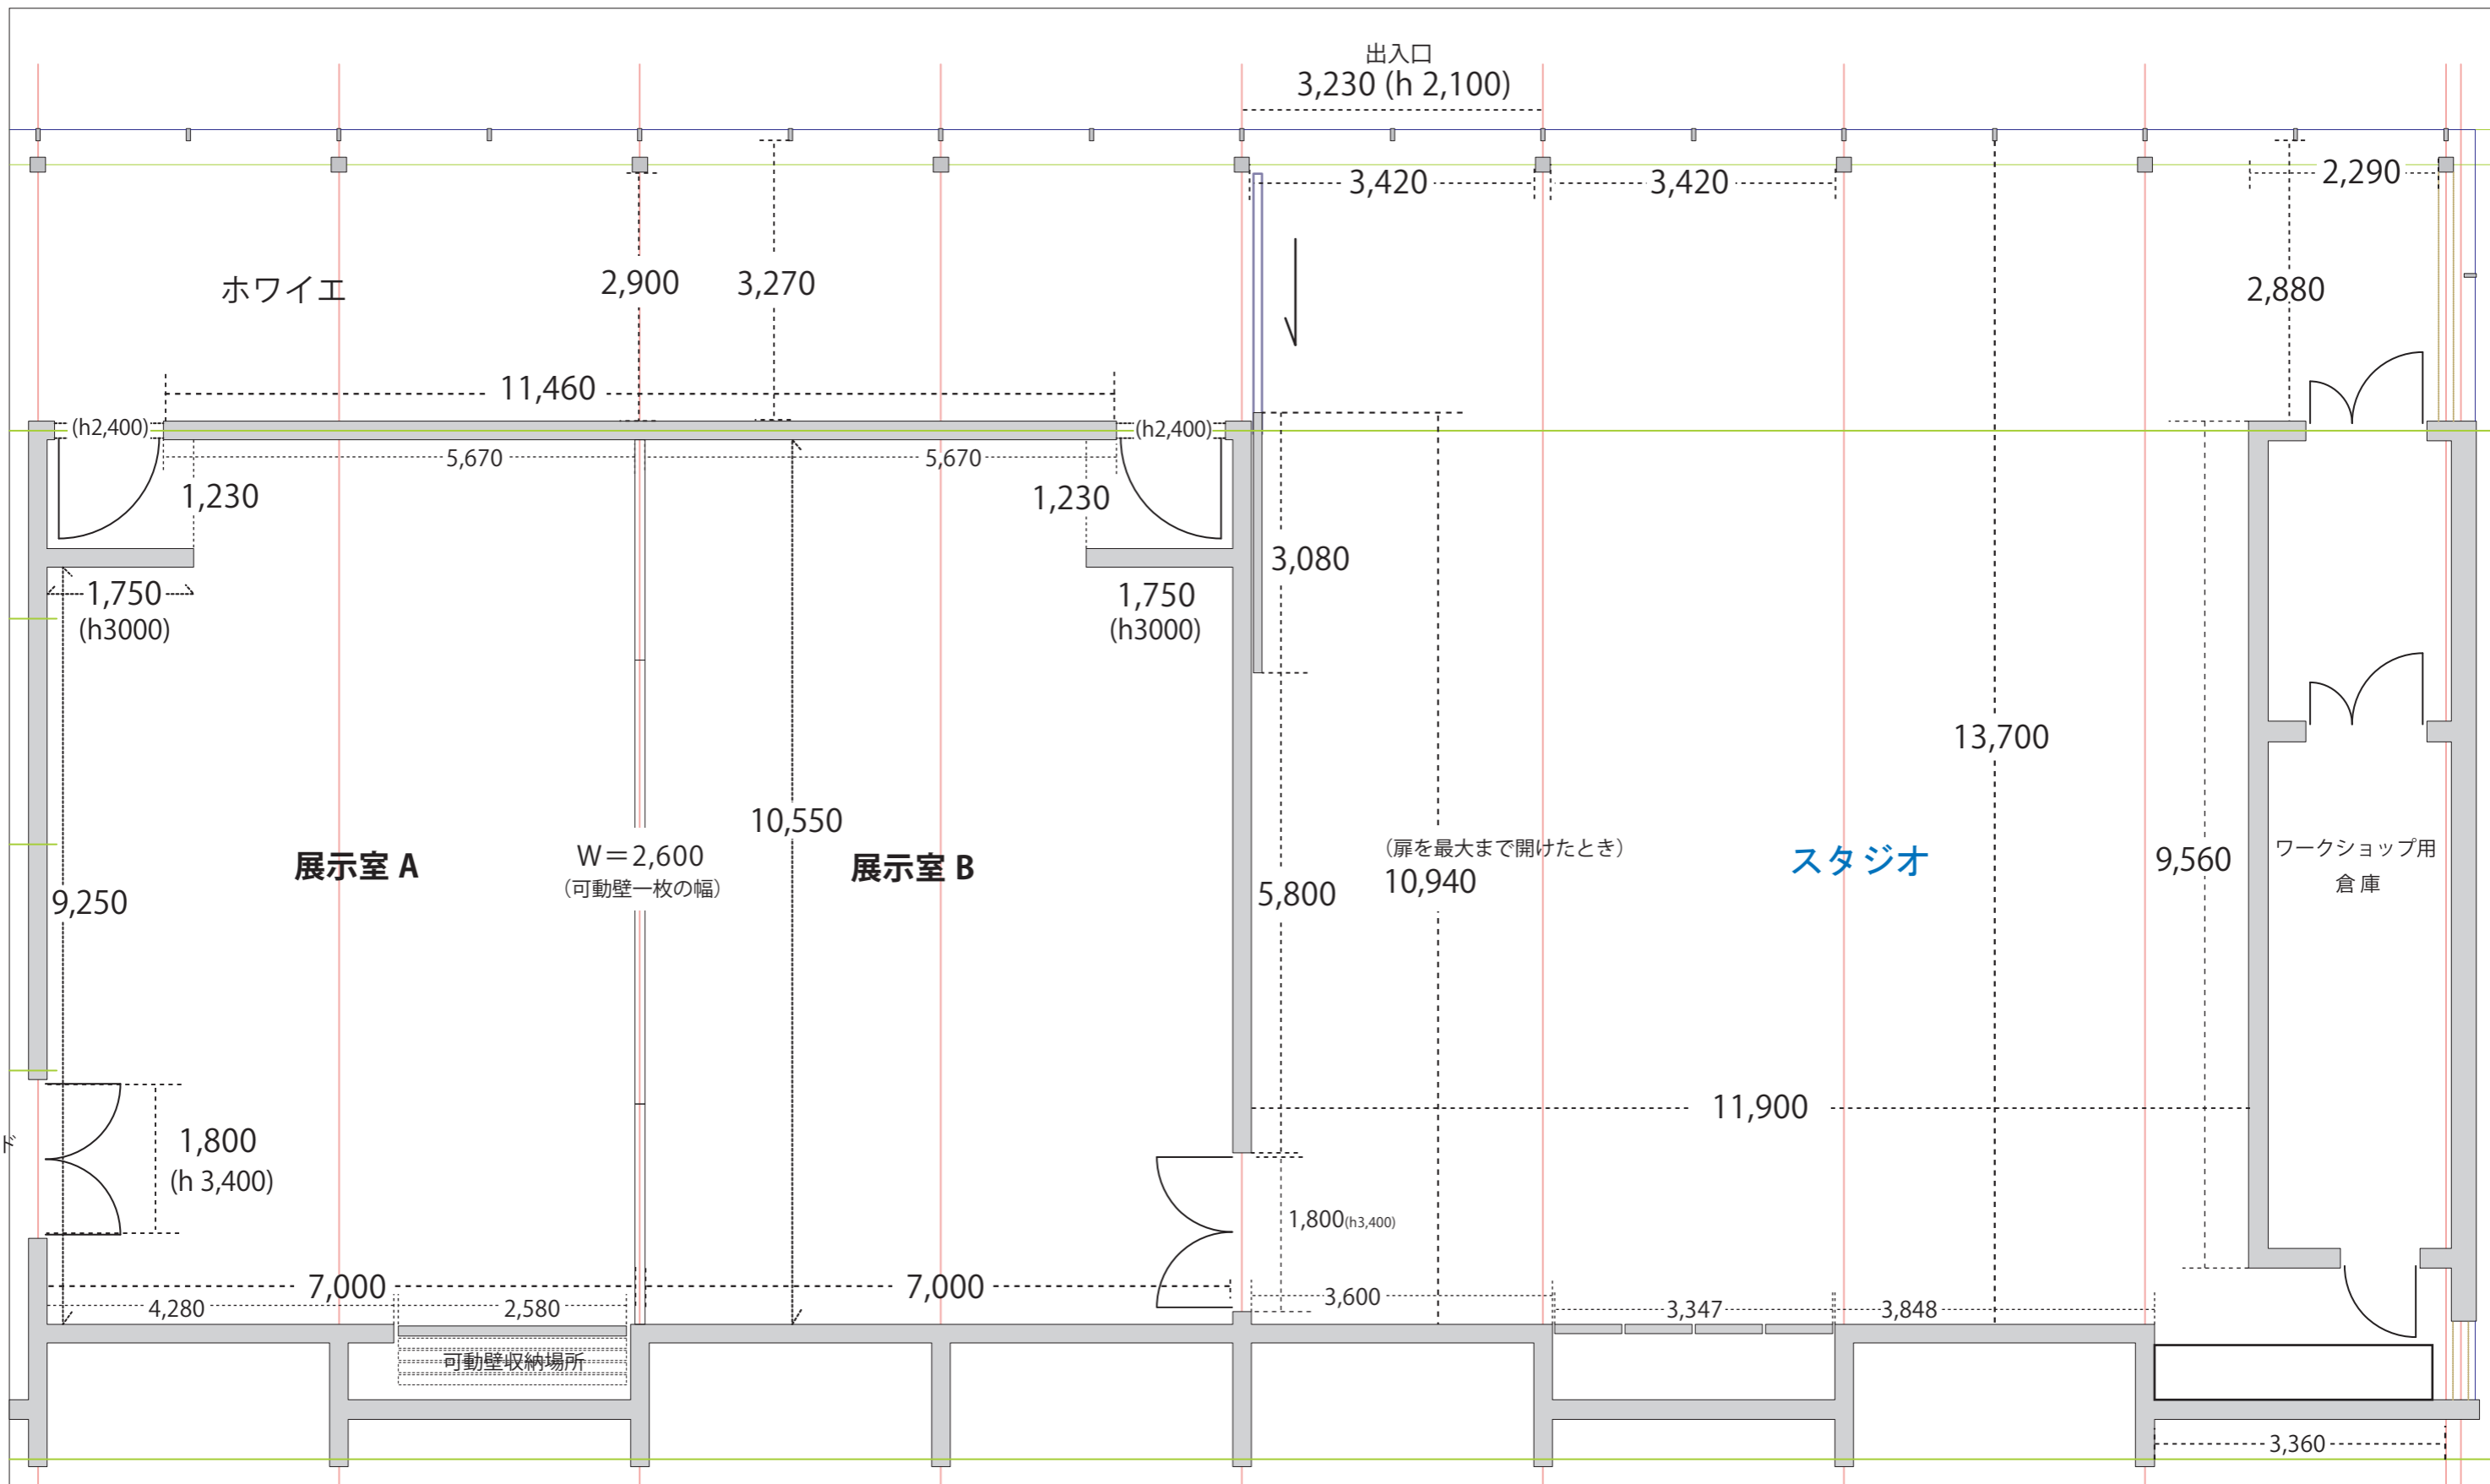 出入口
3,230 (h 2,100)
3,420
3,420
2,290
ホワイエ
2,900
3,270
2,880
11,460
(h2,400)
(h2,400)
5,670
5,670
1,230
1,230
3,080
1,750
(h3000)
1,750
(h3000)
13,700
10,550
展示室 A
W＝2,600
（可動壁一枚の幅）
展示室 B
（扉を最大まで開けたとき）
10,940
スタジオ
9,560
ワークショップ用
倉 庫
9,250
5,800
11,900
ド
1,800
(h 3,400)
1,800(h3,400)
7,000
7,000
4,280
2,580
3,600
3,347
3,848
可動壁収納場所
3,360